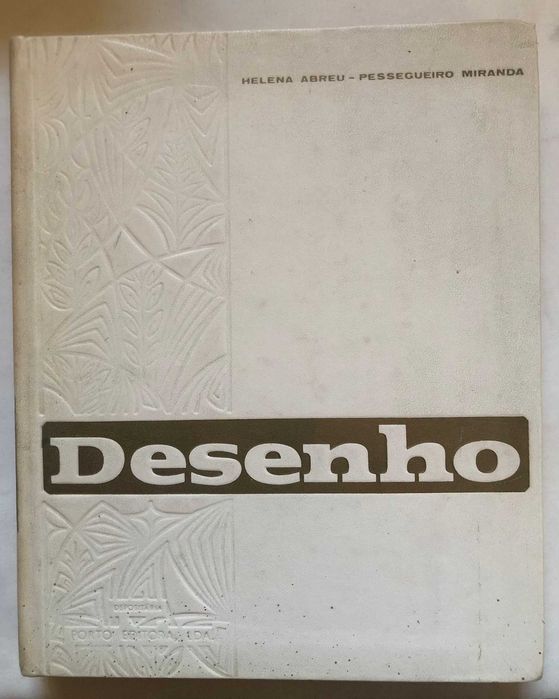 HELENA ABREU - PESSEGUEIRO MIRANDA
Desenho
DEPOSITÁRIA
PORTO EDITORA, LDA.